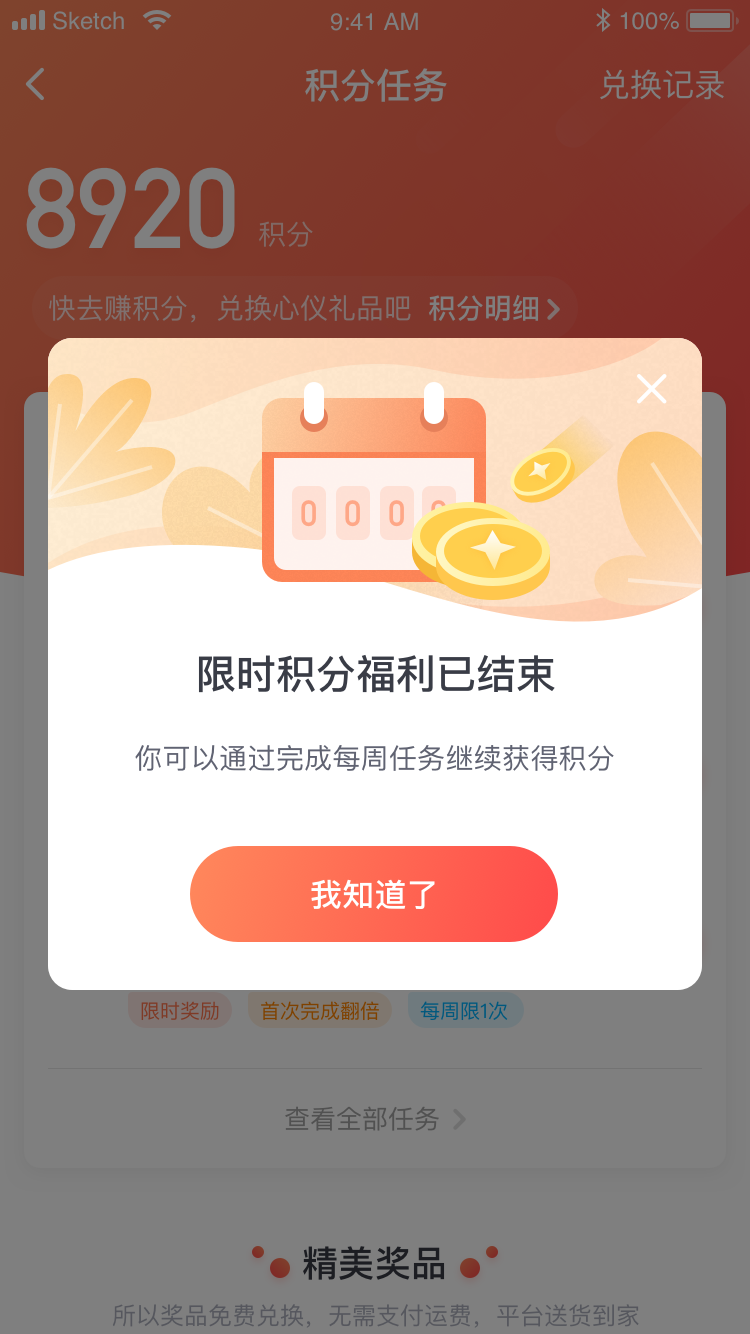 Sketch 9:41 AM 100%
积分任务 兑换记录
8920 积分
快去赚积分，兑换心仪礼品吧 积分明细
0 0 0 0
限时积分福利已结束
你可以通过完成每周任务继续获得积分
我知道了
限时奖励 首次完成翻倍 每周限1次
查看全部任务
精美奖品
所以奖品免费兑换，无需支付运费，平台送货到家